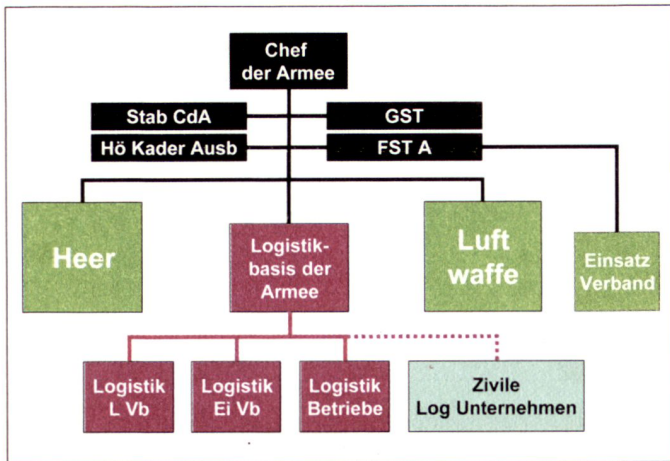 Chef
der Armee
Stab CdA
GST
Hö Kader Ausb
FST A
Heer
Logistik-
basis der
Armee
Luft
waffe
Einsatz
Verband
Logistik
L Vb
Logistik
Ei Vb
Logistik
Betriebe
Zivile
Log Unternehmen